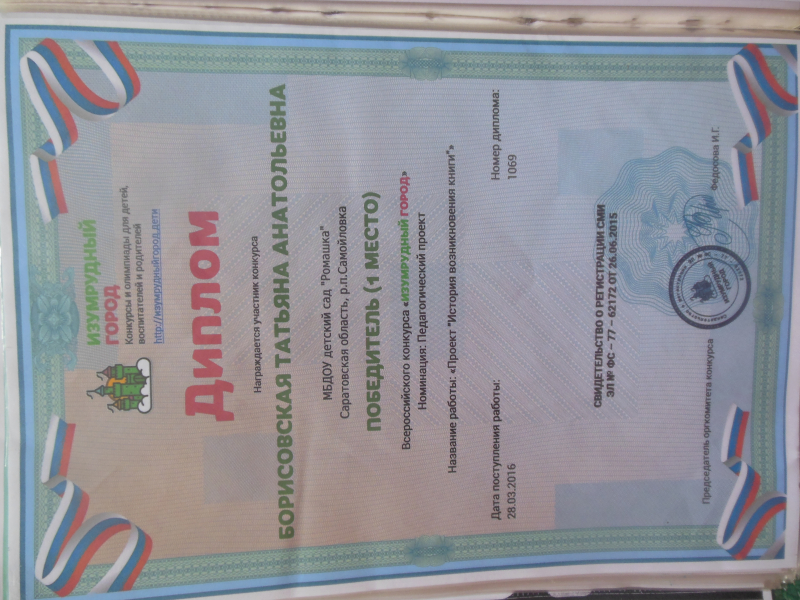 ИЗУМРУДНЫЙ
ГОРОД
Конкурсы и олимпиады для детей,
воспитателей и родителей
http://изумрудныйгород.дети
Диплом
Награждается участник конкурса
БОРИСОВСКАЯ ТАТЬЯНА АНАТОЛЬЕВНА
МБДОУ детский сад "Ромашка"
Саратовская область, р.п.Самойловка
ПОБЕДИТЕЛЬ (1 МЕСТО)
Всероссийского конкурса «ИЗУМРУДНЫЙ ГОРОД»
Номинация: Педагогический проект
Название работы: «Проект "История возникновения книги"»
Дата поступления работы: Номер диплома:
28.03.2016 1069
СВИДЕТЕЛЬСТВО О РЕГИСТРАЦИИ СМИ
ЭЛ № ФС – 77 – 62172 ОТ 26.06.2015
Председатель оргкомитета конкурса Федосова И.Г.
ИЗУМРУДНЫЙ
ГОРОД